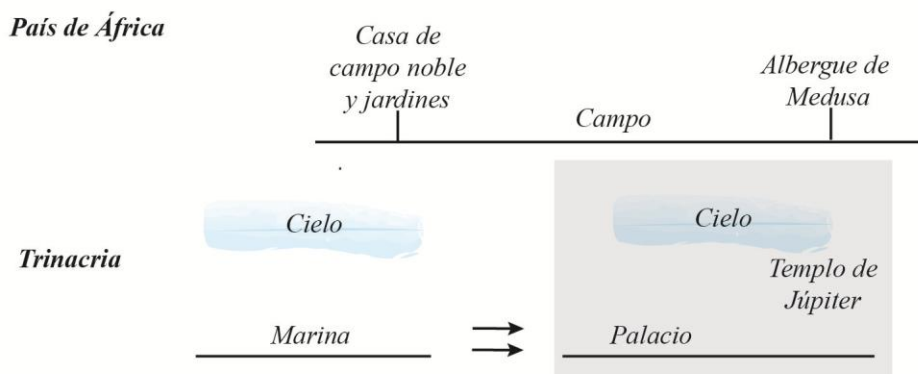 País de África
Casa de
campo noble
y jardines
Campo
Albergue de
Medusa
Trinacria
Cielo
Marina
Cielo
Templo de
Júpiter
Palacio